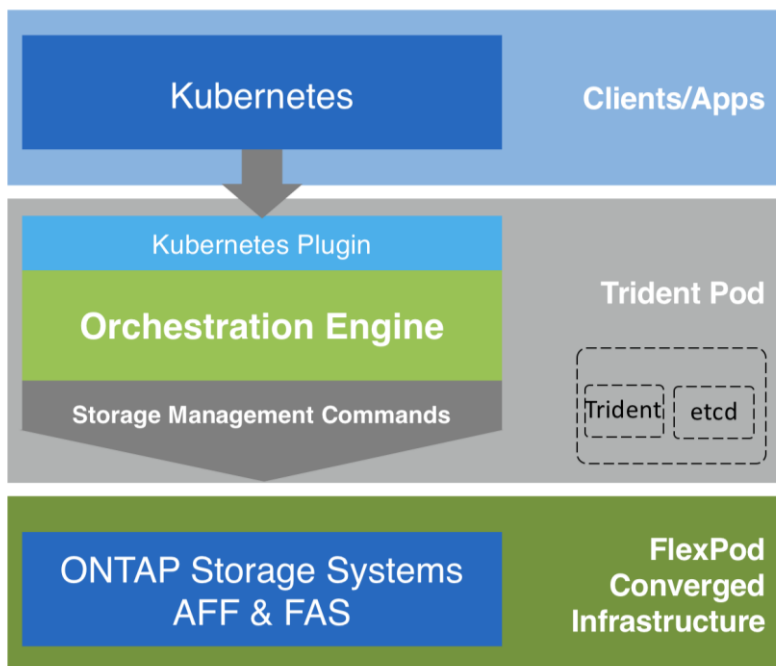 Kubernetes
Clients/Apps
Kubernetes Plugin
Orchestration Engine
Trident Pod
Storage Management Commands
Trident
etcd
ONTAP Storage Systems
AFF & FAS
FlexPod
Converged
Infrastructure